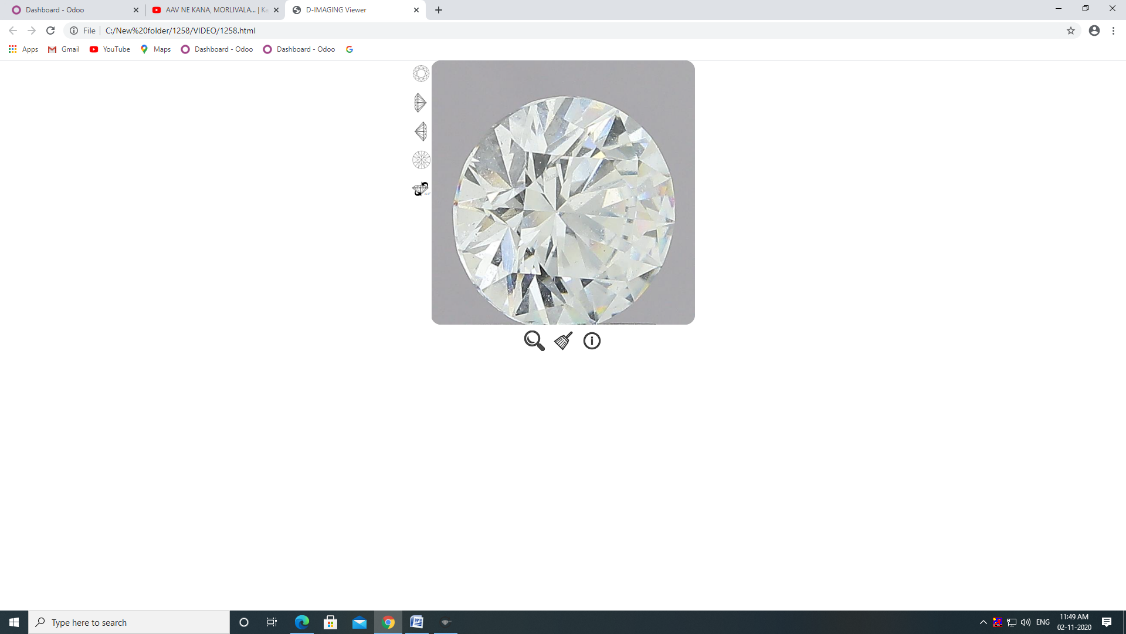 Dashboard - Odoo
AAV NE KANA, MORLIVALA... | K
D-IMAGING Viewer
File
C:/New%20folder/1258/VIDEO/1258.html
Apps
Gmail
YouTube
Maps
Dashboard - Odoo
Dashboard - Odoo
Type here to search
ENG
11:49 AM
02-11-2020